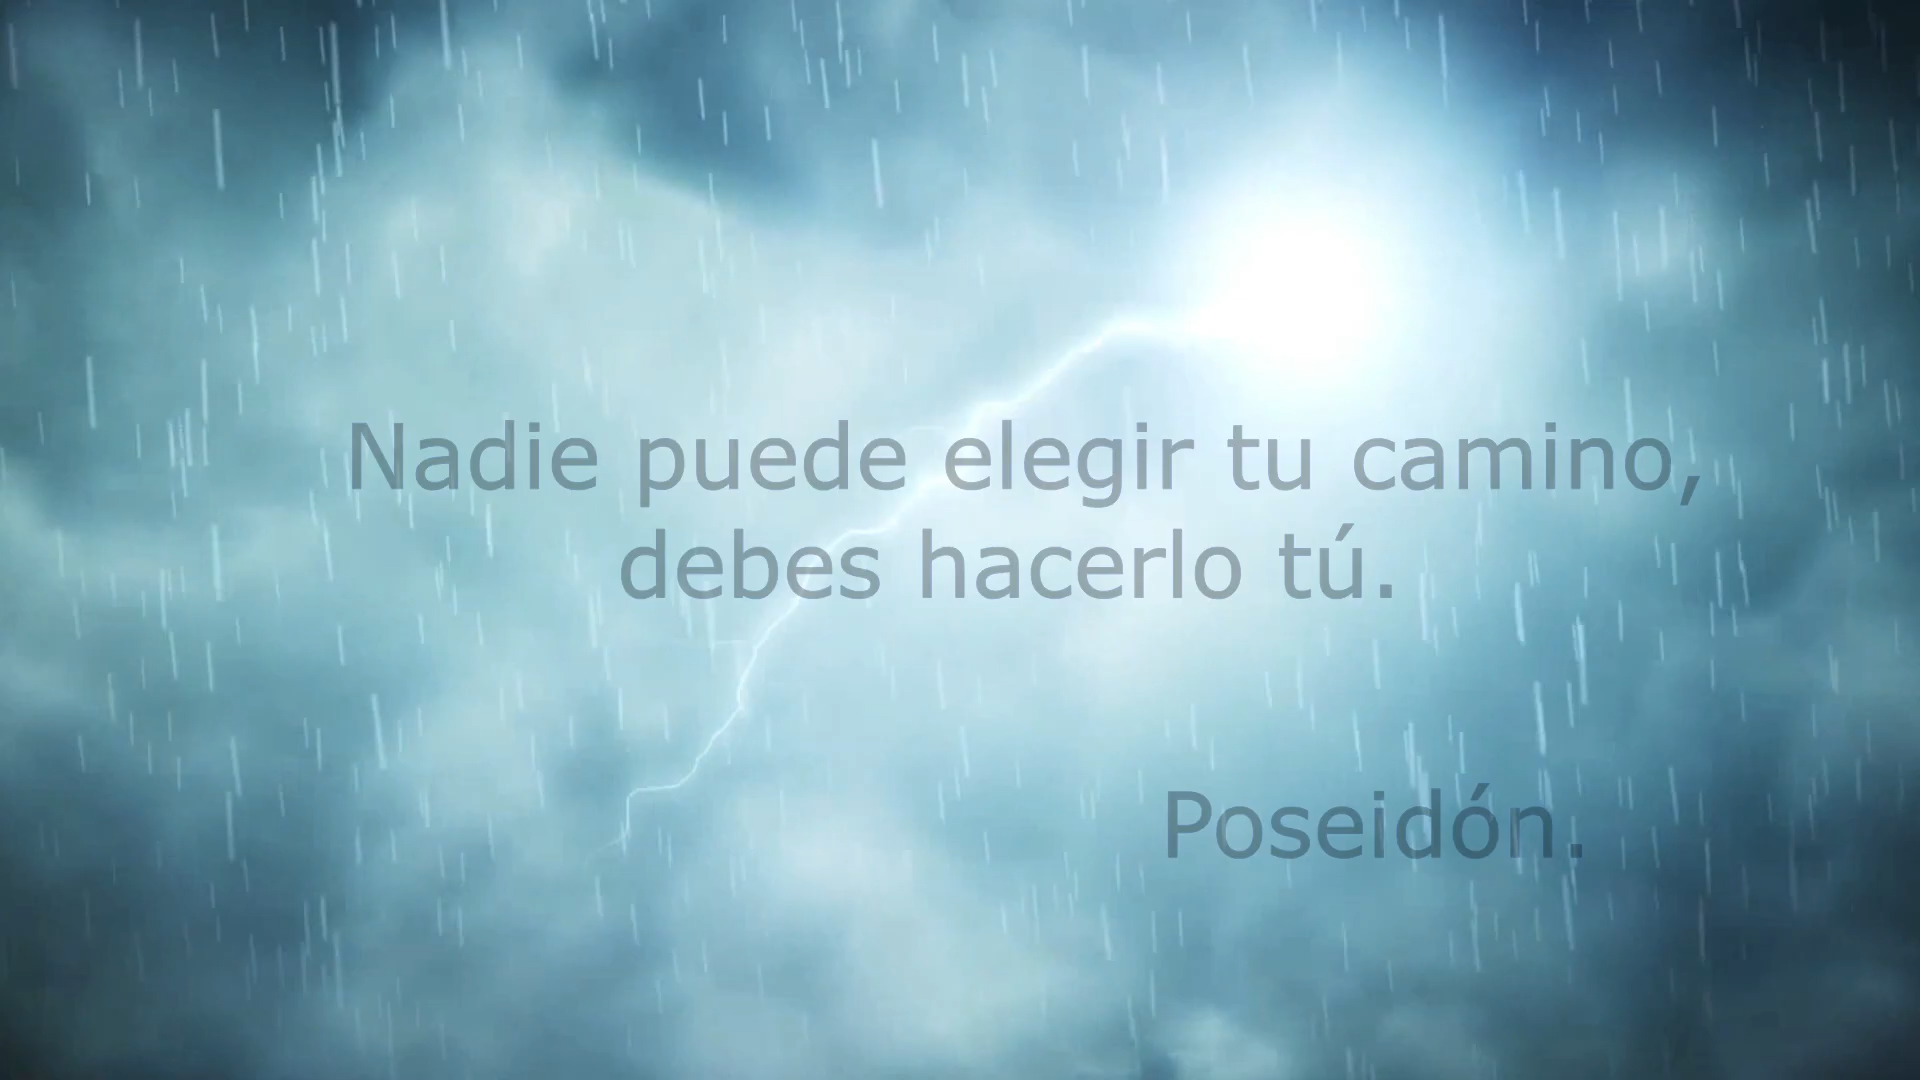 Nadie puede elegir tu camino,
debes hacerlo tú.
Poseidón.